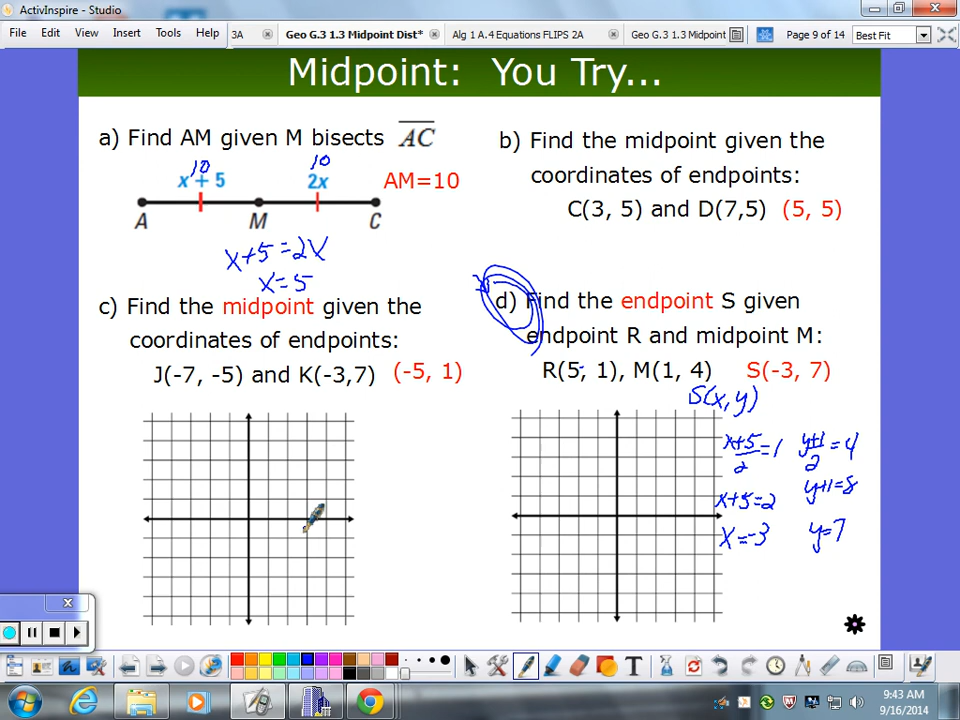 ActivInspire - Studio
File Edit View Insert Tools Help 3A Geo G.3 1.3 Midpoint Dist* Alg 1 A.4 Equations FLIPS 2A Geo G.3 1.3 Midpoint Page 9 of 14 Best Fit
Midpoint: You Try...
a) Find AM given M bisects AC
10 10
x + 5 2x AM=10
A M C
x+5=2x
x=5
b) Find the midpoint given the
coordinates of endpoints:
C(3, 5) and D(7,5) (5, 5)
c) Find the midpoint given the
coordinates of endpoints:
J(-7, -5) and K(-3,7) (-5, 1)
d) Find the endpoint S given
endpoint R and midpoint M:
R(5, 1), M(1, 4) S(-3, 7)
S(x,y)
x+5/2=1 y+1/2=4
x+5=2 y+1=8
x=-3 y=7
9:43 AM
9/16/2014